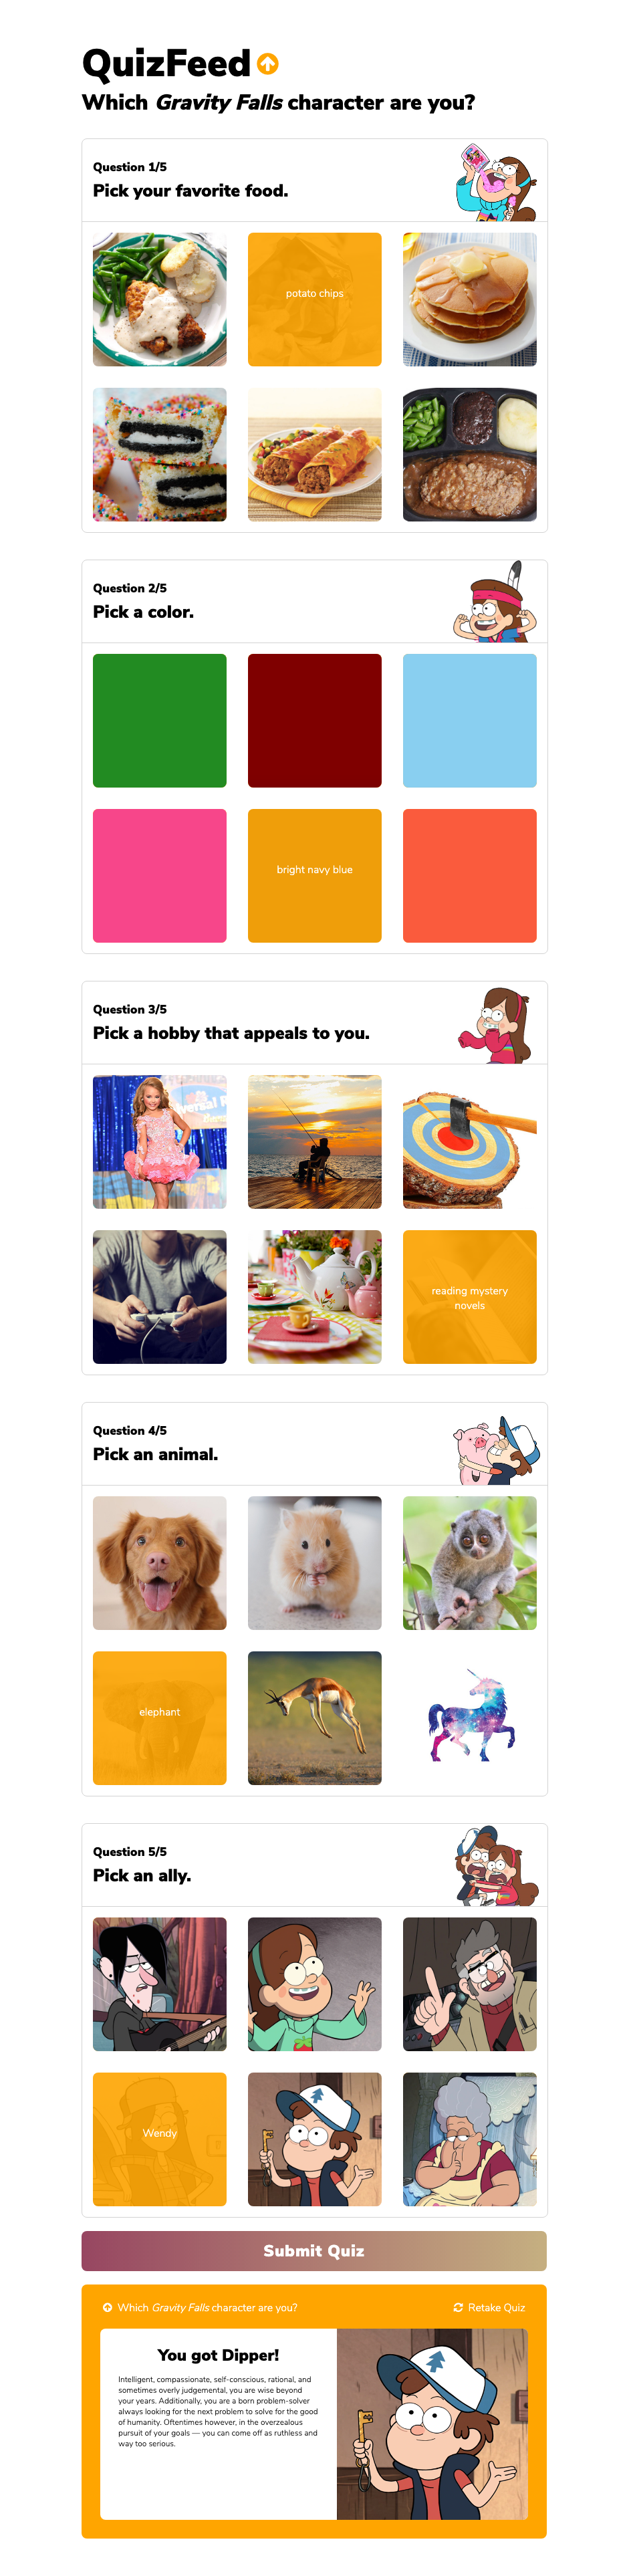 QuizFeed
Which Gravity Falls character are you?
Question 1/5
Pick your favorite food.
potato chips
Question 2/5
Pick a color.
bright navy blue
Question 3/5
Pick a hobby that appeals to you.
reading mystery
novels
Question 4/5
Pick an animal.
elephant
Question 5/5
Pick an ally.
Wendy
Submit Quiz
Which Gravity Falls character are you?
Retake Quiz
You got Dipper!
Intelligent, compassionate, self-conscious, rational, and
sometimes overly judgemental, you are wise beyond
your years. Additionally, you are a born problem-solver
always looking for the next problem to solve for the good
of humanity. Oftentimes however, in the overzealous
pursuit of your goals — you can come off as ruthless and
way too serious.